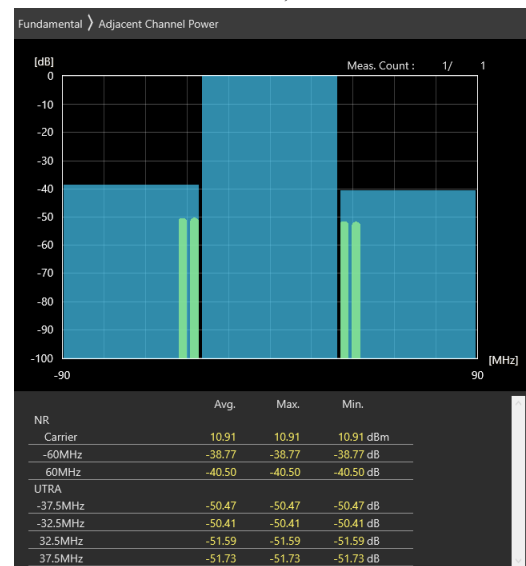 Fundamental 〉 Adjacent Channel Power
[dB]
Meas. Count : 1/ 1
0
-10
-20
-30
-40
-50
-60
-70
-80
-90
-100
[MHz]
-90 90
Avg. Max. Min.
NR
Carrier 10.91 10.91 10.91 dBm
-60MHz -38.77 -38.77 -38.77 dB
60MHz -40.50 -40.50 -40.50 dB
UTRA
-37.5MHz -50.47 -50.47 -50.47 dB
-32.5MHz -50.41 -50.41 -50.41 dB
32.5MHz -51.59 -51.59 -51.59 dB
37.5MHz -51.73 -51.73 -51.73 dB